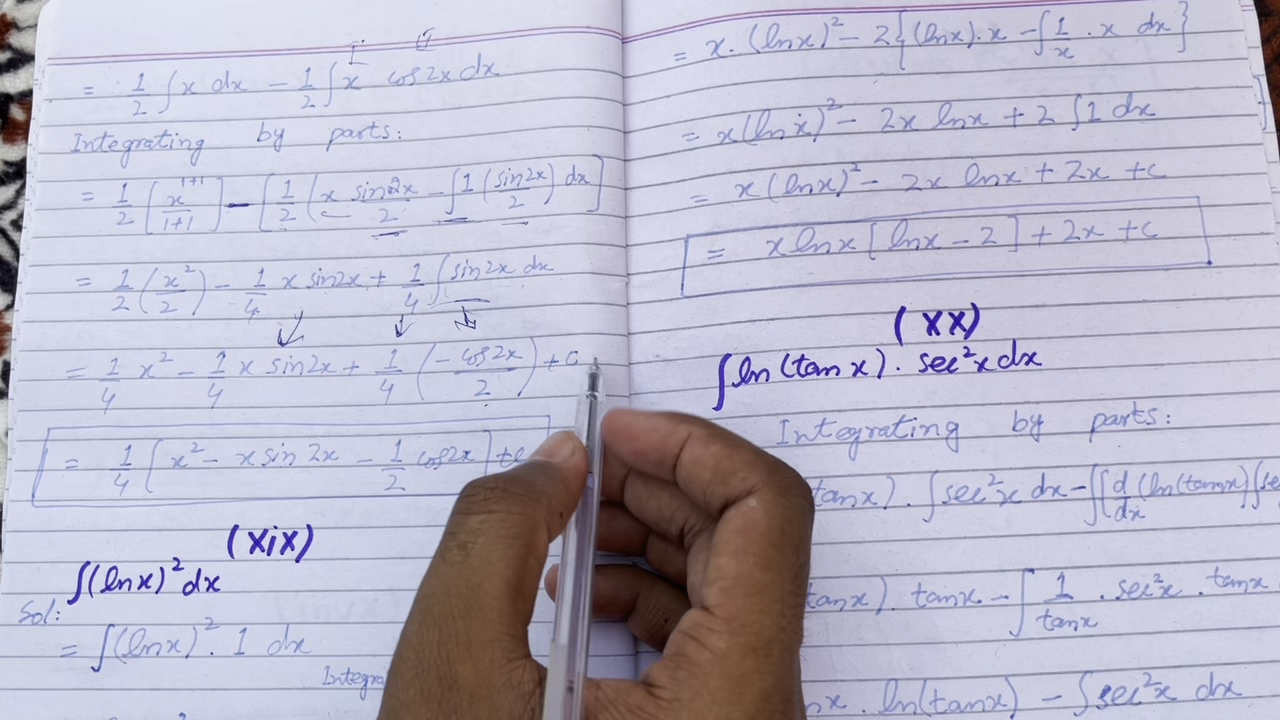 I II
= 1/2 ∫ x dx - 1/2 ∫ x cos2x dx
Integrating by parts:
= 1/2 [x^(1+1)/(1+1)] - [1/2 (x sin2x/2 - ∫ 1 (sin2x/2) dx]
= 1/2 (x²/2) - 1/4 x sin2x + 1/4 ∫ sin2x dx
= 1/4 x² - 1/4 x sin2x + 1/4 (- cos2x/2) + c
= 1/4 [x² - x sin2x - 1/2 cos2x] + c
(xix)
∫(lnx)² dx
Sol:
= ∫(lnx)² . 1 dx
= x . (lnx)² - 2{(lnx) . x - ∫ 1/x . x dx}
= x(lnx)² - 2x lnx + 2 ∫1 dx
= x(lnx)² - 2x lnx + 2x + c
= x lnx [lnx - 2] + 2x + c
(xx)
∫ln(tanx) . sec²x dx
Integrating by parts:
tanx) . ∫sec²x dx - ∫[d/dx (ln(tanx) ∫se
tanx) . tanx - ∫ 1/tanx . sec²x . tanx
. ln(tanx) - ∫sec²x dx